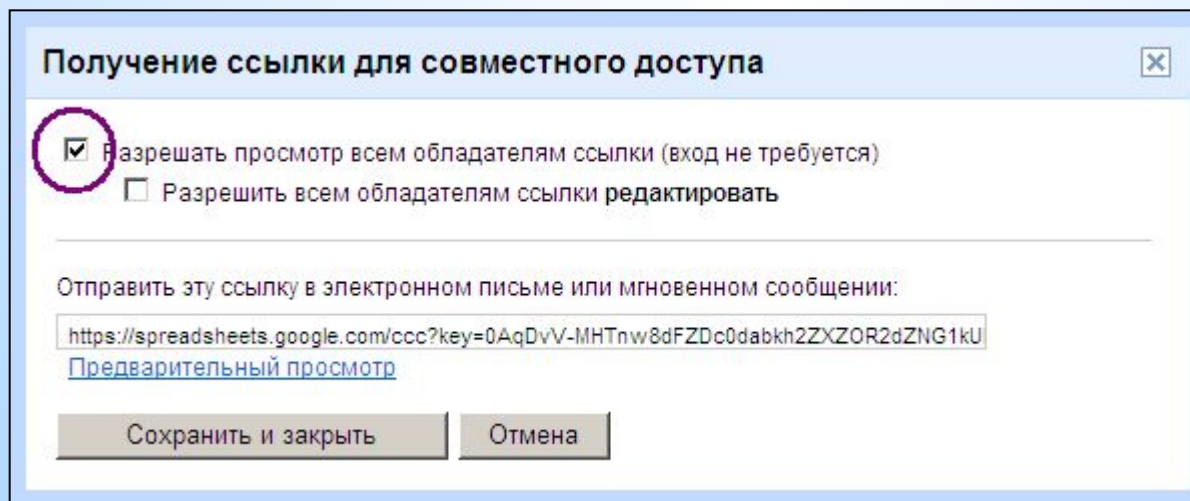 Получение ссылки для совместного доступа
Разрешать просмотр всем обладателям ссылки (вход не требуется)
Разрешить всем обладателям ссылки редактировать
Отправить эту ссылку в электронном письме или мгновенном сообщении:
https://spreadsheets.google.com/ccc?key=0AqDvV-MHTnw8dFZDc0dabkh2ZXZOR2dZNG1kU
Предварительный просмотр
Сохранить и закрыть Отмена